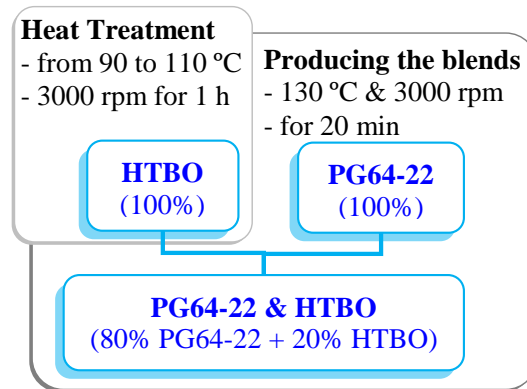 Heat Treatment
- from 90 to 110 ºC
- 3000 rpm for 1 h
Producing the blends
- 130 ºC & 3000 rpm
- for 20 min
HTBO
(100%)
PG64-22
(100%)
PG64-22 & HTBO
(80% PG64-22 + 20% HTBO)